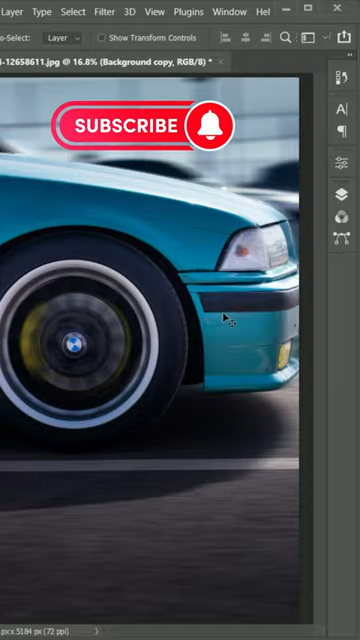 Layer Type Select Filter 3D View Plugins Window Hel
o-Select: Layer Show Transform Controls
i-12658611.jpg @ 16.8% (Background copy, RGB/8) *
SUBSCRIBE
px x 5184 px (72 ppi)